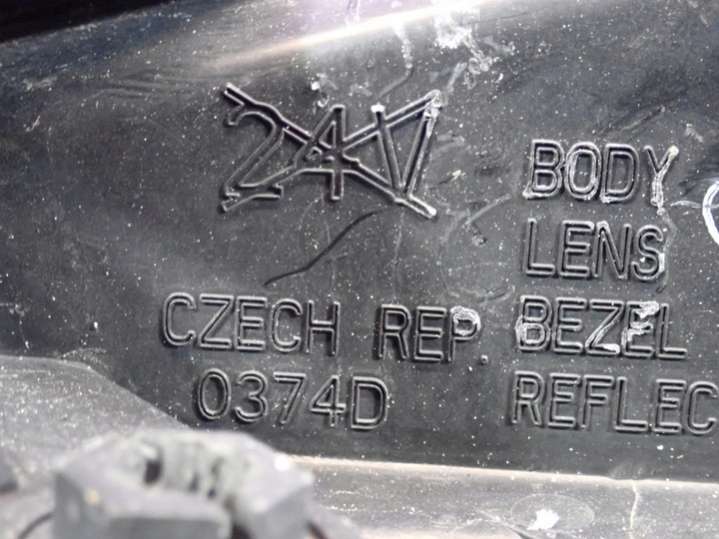 24V
BODY
LENS
CZECH REP. BEZEL
0374D REFLEC